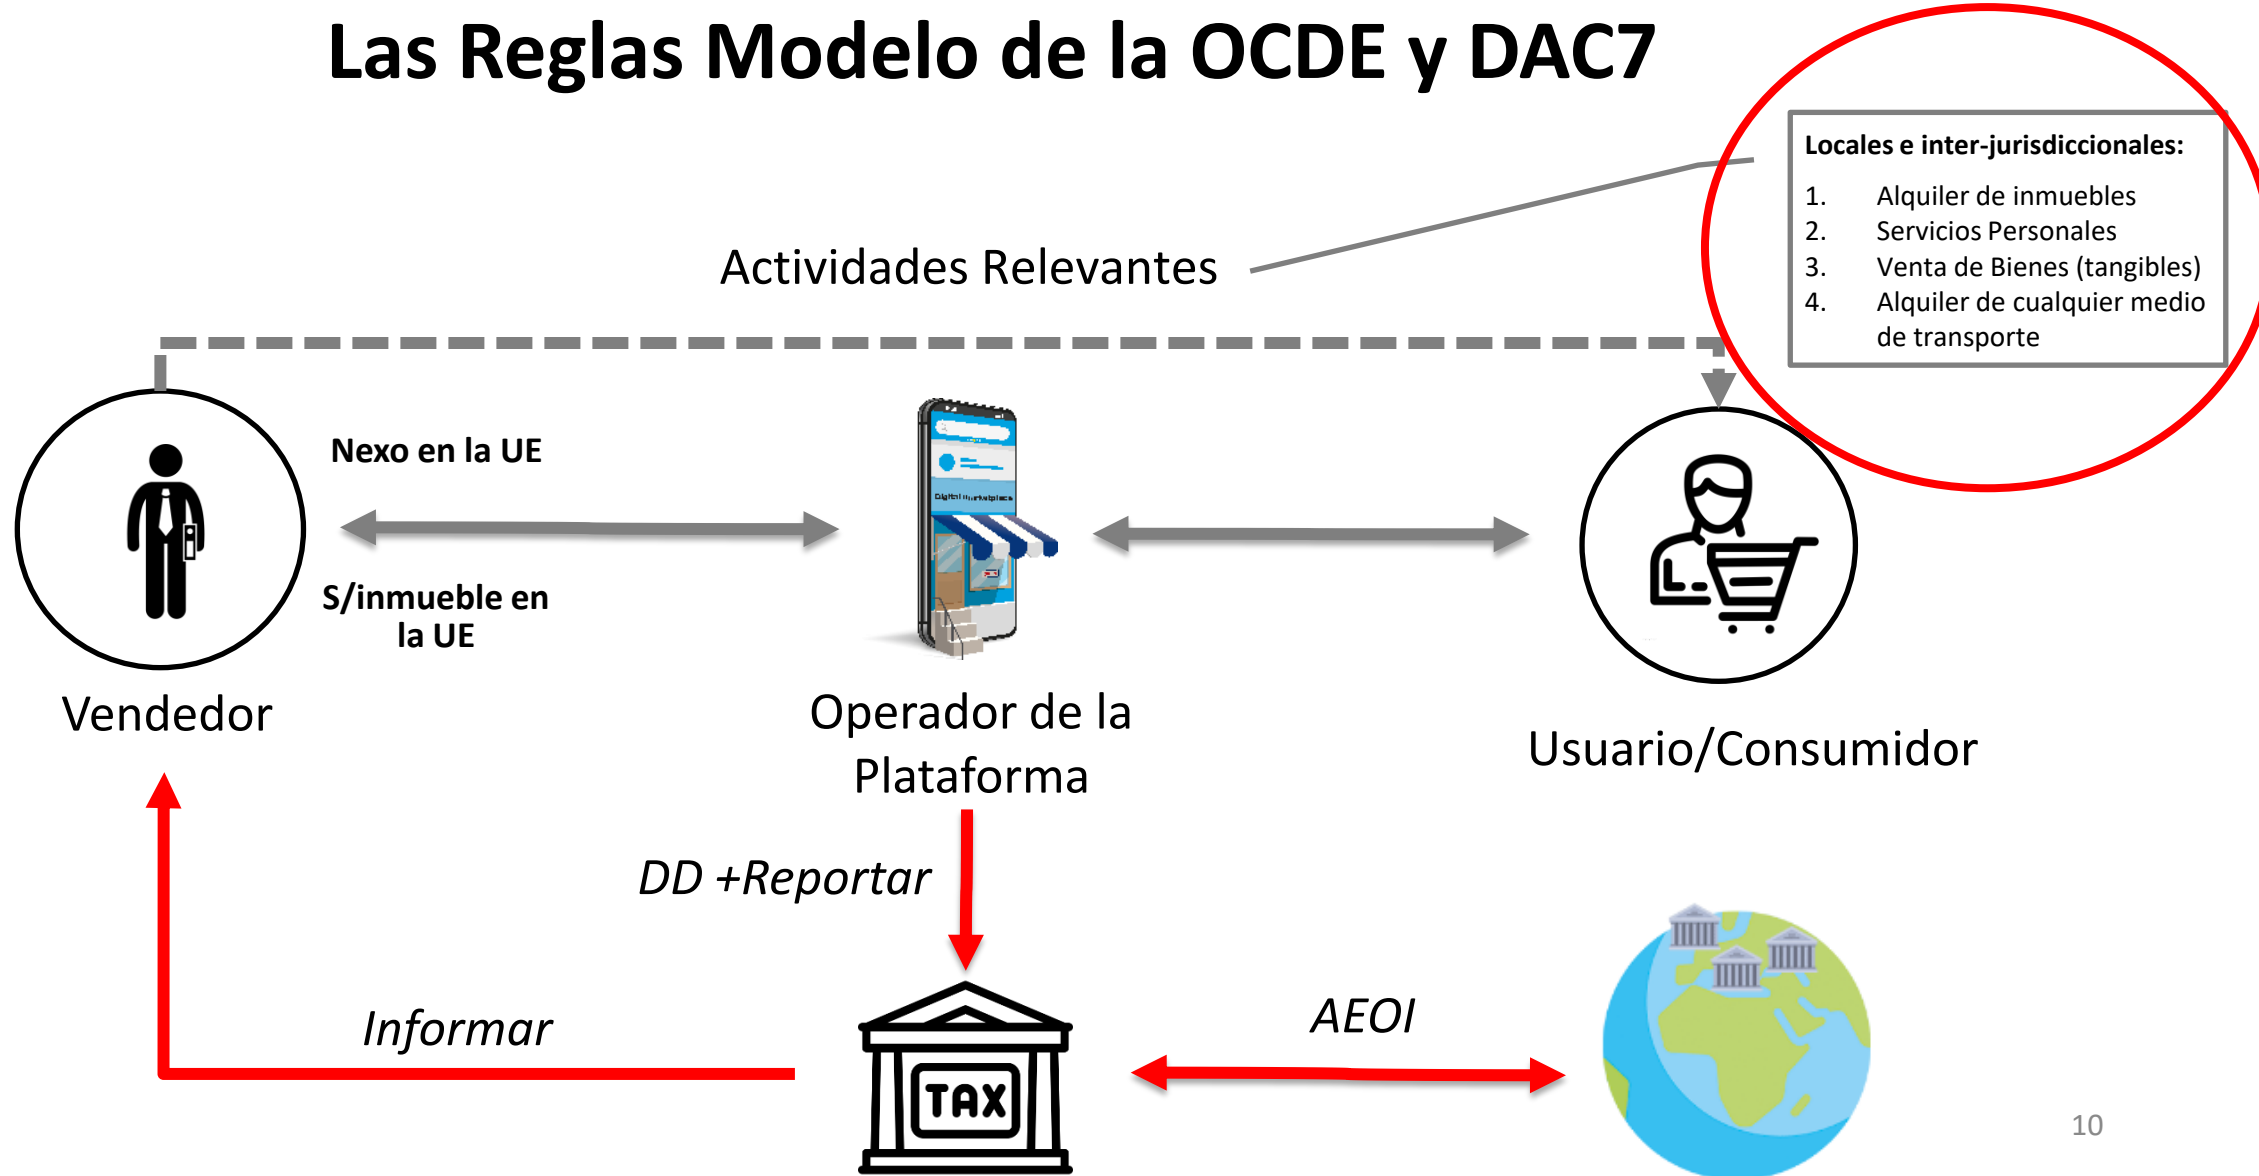 Las Reglas Modelo de la OCDE y DAC7
Locales e inter-jurisdiccionales:
1. Alquiler de inmuebles
2. Servicios Personales
3. Venta de Bienes (tangibles)
4. Alquiler de cualquier medio
de transporte
Actividades Relevantes
Nexo en la UE
S/inmueble en
la UE
Vendedor
Operador de la
Plataforma
Usuario/Consumidor
DD +Reportar
Informar
AEOI
TAX
10